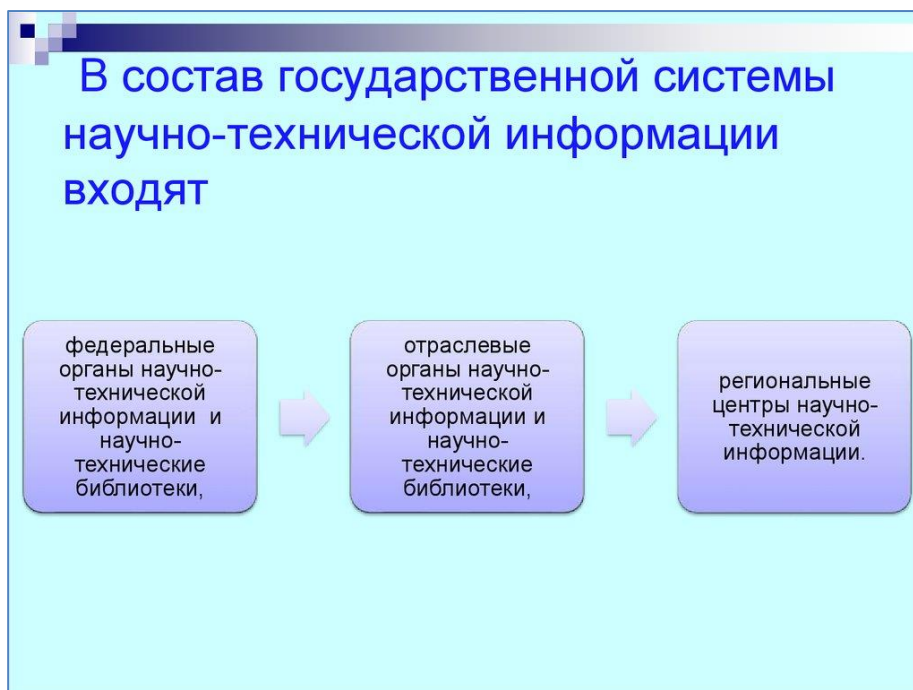 В состав государственной системы
научно-технической информации
входят
федеральные
органы научно-
технической
информации и
научно-
технические
библиотеки,
отраслевые
органы научно-
технической
информации и
научно-
технические
библиотеки,
региональные
центры научно-
технической
информации.